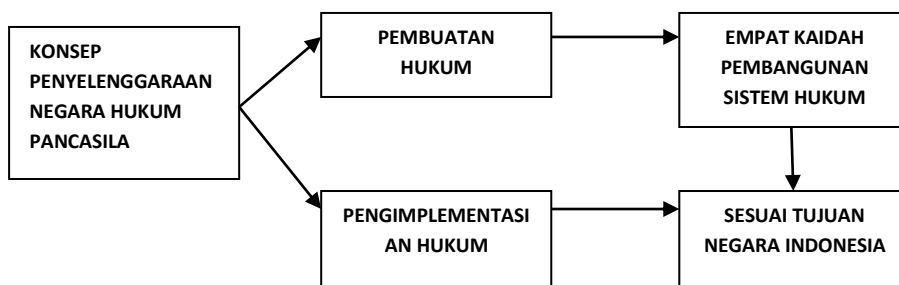 KONSEP
PENYELENGGARAAN
NEGARA HUKUM
PANCASILA
PEMBUATAN
HUKUM
EMPAT KAIDAH
PEMBANGUNAN
SISTEM HUKUM
PENGIMPLEMENTASI
AN HUKUM
SESUAI TUJUAN
NEGARA INDONESIA